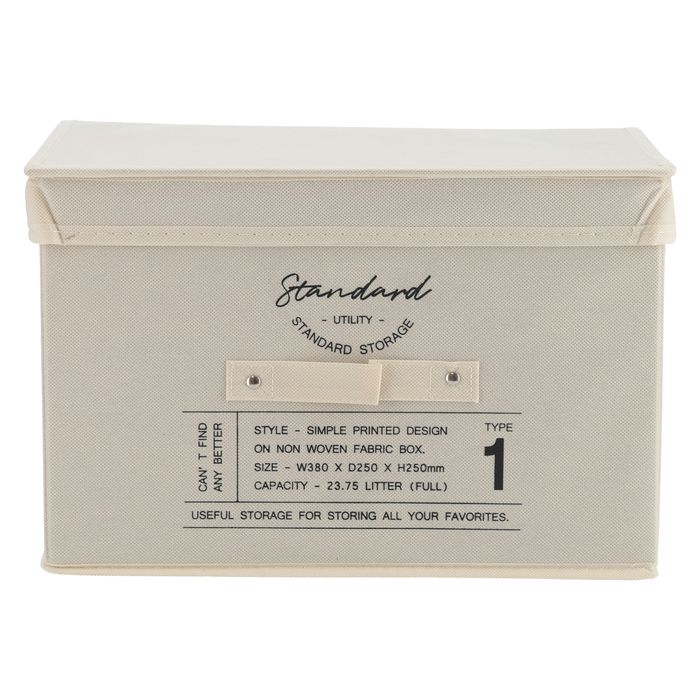 Standard
- UTILITY -
STANDARD STORAGE
CAN' T FIND
ANY BETTER
STYLE - SIMPLE PRINTED DESIGN
ON NON WOVEN FABRIC BOX.
SIZE - W380 X D250 X H250mm
CAPACITY - 23.75 LITTER (FULL)
TYPE
1
USEFUL STORAGE FOR STORING ALL YOUR FAVORITES.